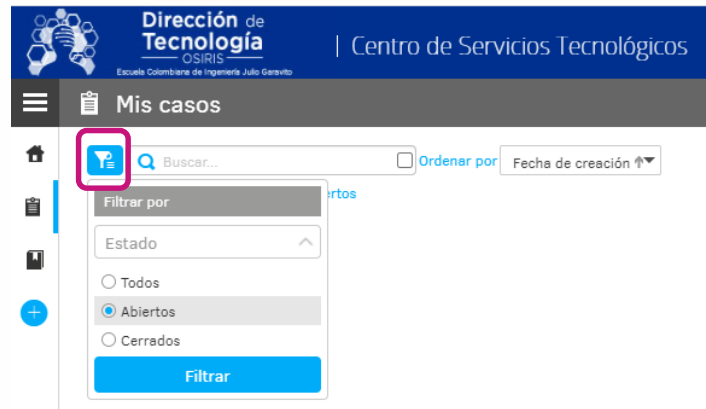 Dirección de
Tecnología
OSIRIS
Escuela Colombiana de Ingeniería Julio Garavito
| Centro de Servicios Tecnológicos
Mis casos
Buscar...
Ordenar por
Fecha de creación
Filtrar por
rtos
Estado
Todos
Abiertos
Cerrados
Filtrar